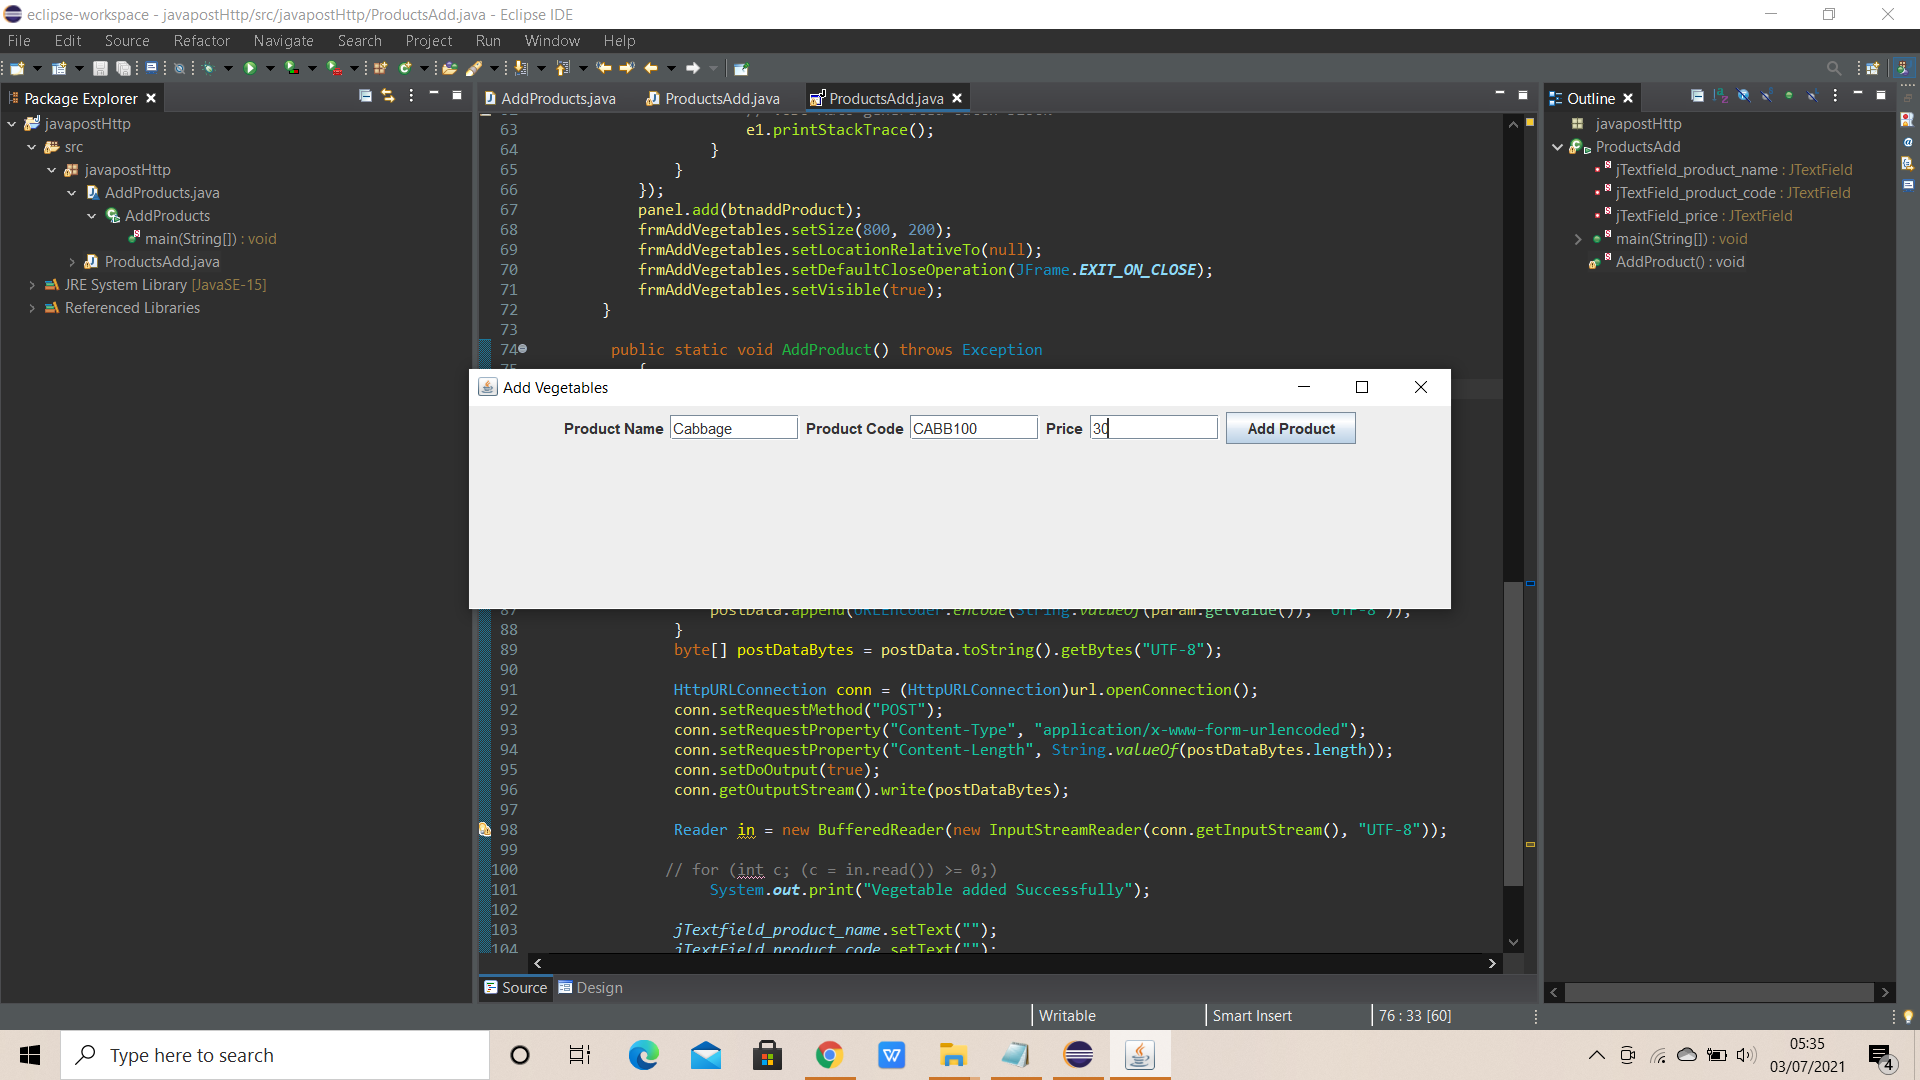 eclipse-workspace - javapostHttp/src/javapostHttp/ProductsAdd.java - Eclipse IDE
File Edit Source Refactor Navigate Search Project Run Window Help
Package Explorer
javapostHttp
src
javapostHttp
AddProducts.java
AddProducts
main(String[]) : void
ProductsAdd.java
JRE System Library [JavaSE-15]
Referenced Libraries
AddProducts.java ProductsAdd.java ProductsAdd.java
63 e1.printStackTrace();
64 }
65 }
66 });
67 panel.add(btnaddProduct);
68 frmAddVegetables.setSize(800, 200);
69 frmAddVegetables.setLocationRelativeTo(null);
70 frmAddVegetables.setDefaultCloseOperation(JFrame.EXIT_ON_CLOSE);
71 frmAddVegetables.setVisible(true);
72 }
73
74 public static void AddProduct() throws Exception
Add Vegetables
Product Name Cabbage Product Code CABB100 Price 30 Add Product
87 postData.append(URLEncoder.encode(String.valueOf(param.getValue()), "UTF-8"));
88 }
89 byte[] postDataBytes = postData.toString().getBytes("UTF-8");
90
91 HttpURLConnection conn = (HttpURLConnection)url.openConnection();
92 conn.setRequestMethod("POST");
93 conn.setRequestProperty("Content-Type", "application/x-www-form-urlencoded");
94 conn.setRequestProperty("Content-Length", String.valueOf(postDataBytes.length));
95 conn.setDoOutput(true);
96 conn.getOutputStream().write(postDataBytes);
97
98 Reader in = new BufferedReader(new InputStreamReader(conn.getInputStream(), "UTF-8"));
99
100 // for (int c; (c = in.read()) >= 0;)
101 System.out.print("Vegetable added Successfully");
102
103 jTextfield_product_name.setText("");
104 jTextField_product_code.setText("");
Source Design
Outline
javapostHttp
ProductsAdd
jTextfield_product_name : JTextField
jTextField_product_code : JTextField
jTextField_price : JTextField
main(String[]) : void
AddProduct() : void
Writable Smart Insert 76 : 33 [60]
Type here to search
05:35
03/07/2021
4